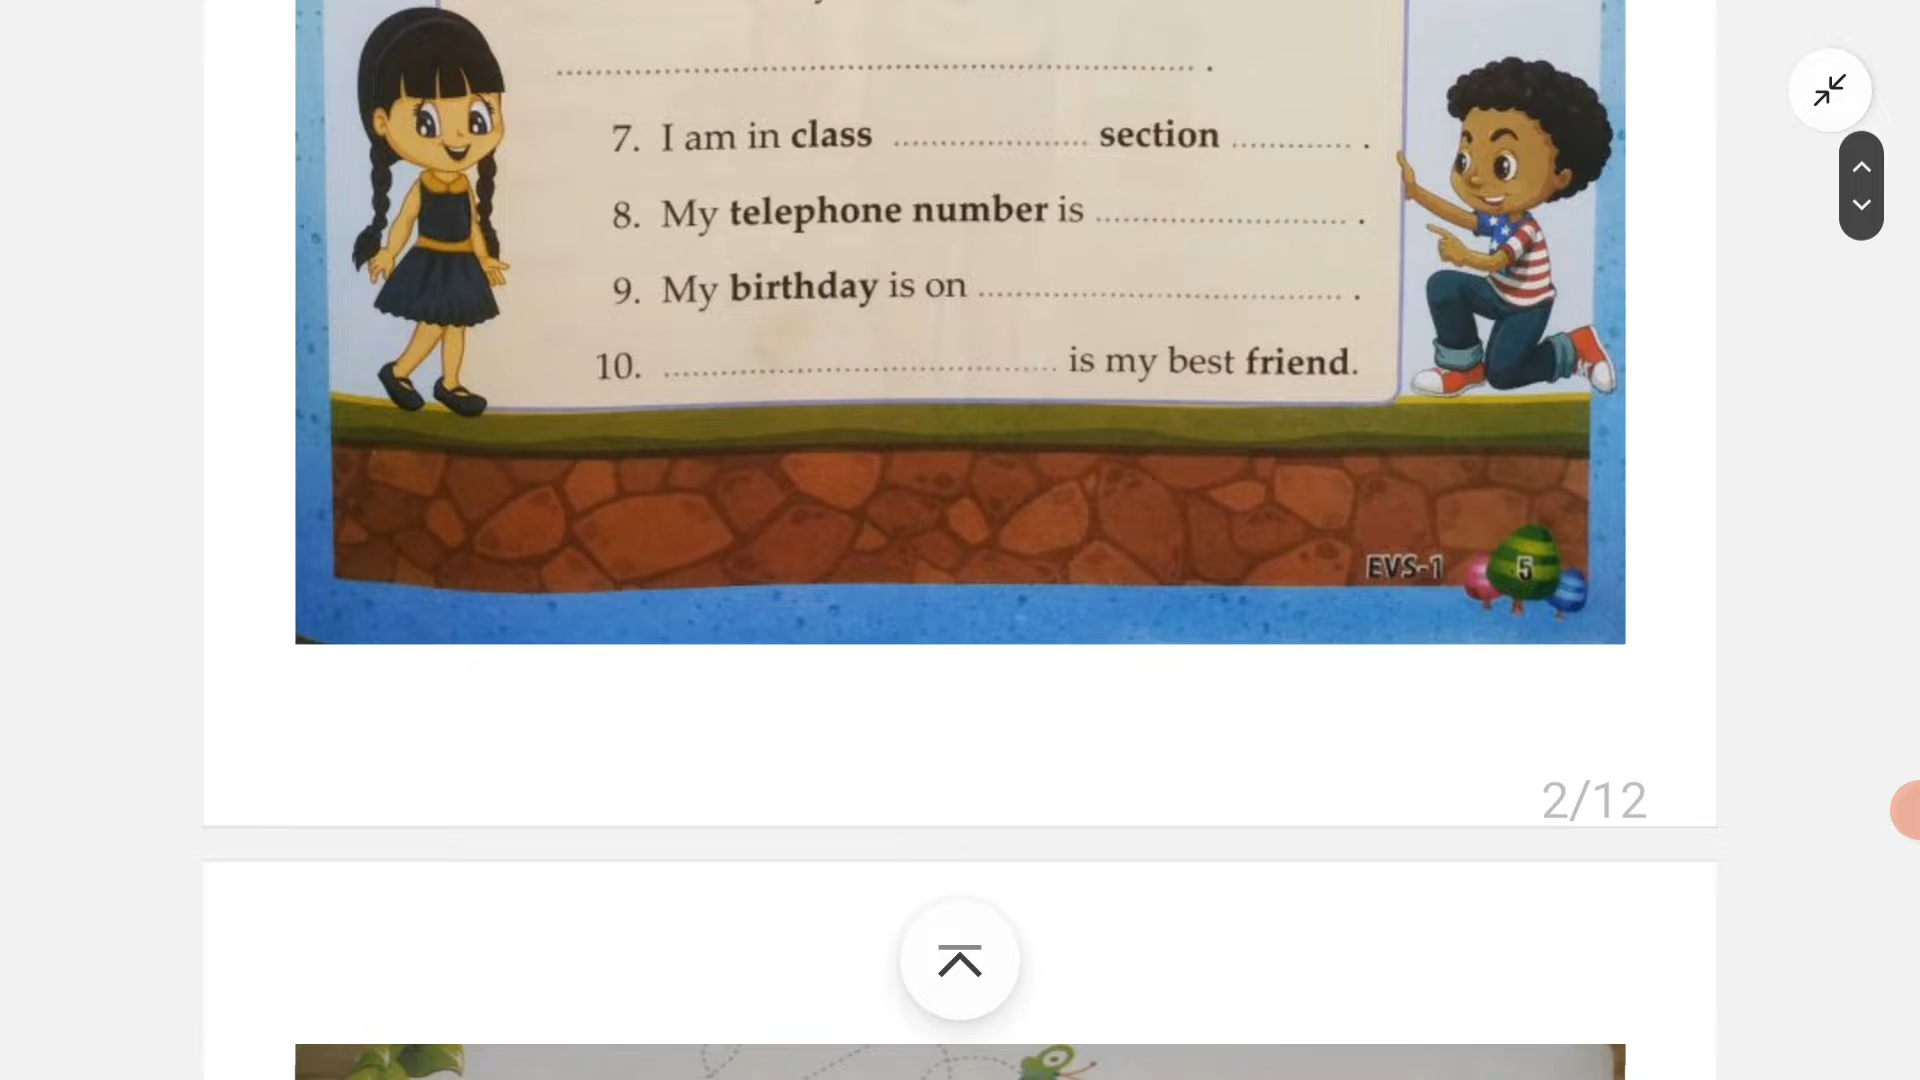 7. I am in class .................... section ............ .
8. My telephone number is .......................... .
9. My birthday is on ...................................... .
10. ......................................... is my best friend.
EVS-1 5
2/12